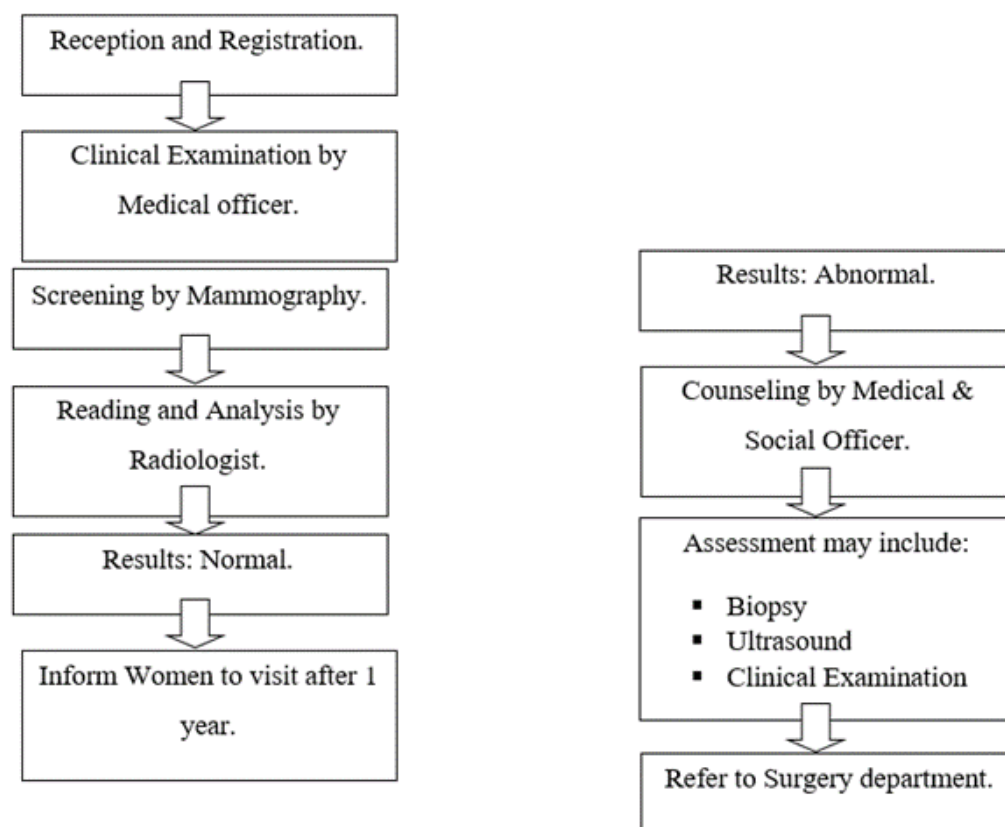 Reception and Registration.
Clinical Examination by
Medical officer.
Screening by Mammography.
Reading and Analysis by
Radiologist.
Results: Normal.
Inform Women to visit after 1
year.
Results: Abnormal.
Counseling by Medical &
Social Officer.
Assessment may include:
▪ Biopsy
▪ Ultrasound
▪ Clinical Examination
Refer to Surgery department.